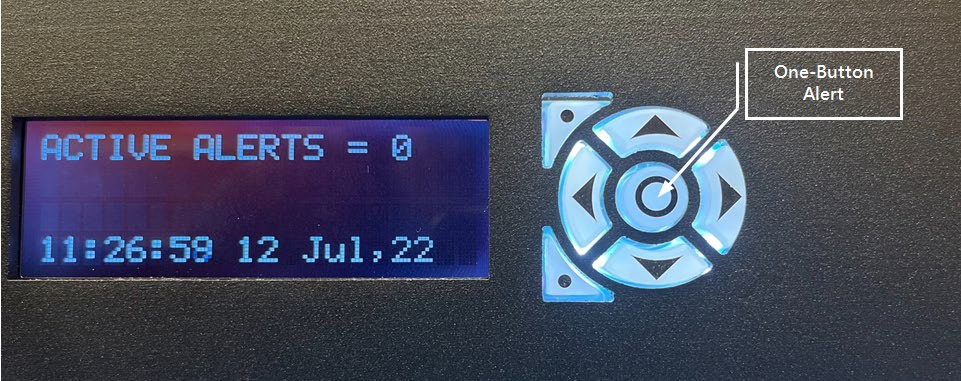 ACTIVE ALERTS = 0
11:26:59 12 Jul,22
One-Button
Alert